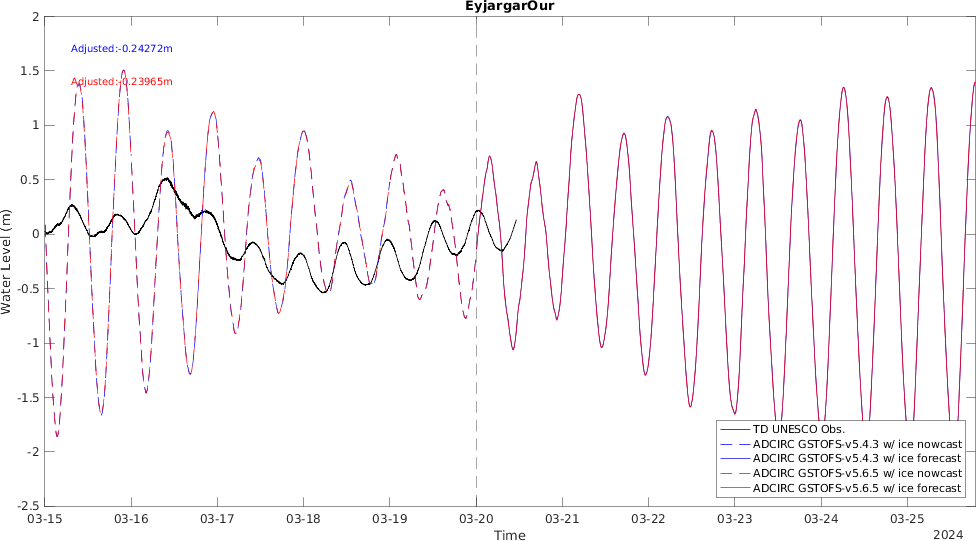 EyjargarOur
Adjusted:-0.24272m
Adjusted:-0.23965m
Water Level (m)
2
1.5
1
0.5
0
-0.5
-1
-1.5
-2
-2.5
TD UNESCO Obs.
ADCIRC GSTOFS-v5.4.3 w/ ice nowcast
ADCIRC GSTOFS-v5.4.3 w/ ice forecast
ADCIRC GSTOFS-v5.6.5 w/ ice nowcast
ADCIRC GSTOFS-v5.6.5 w/ ice forecast
03-15 03-16 03-17 03-18 03-19 03-20 03-21 03-22 03-23 03-24 03-25
Time
2024